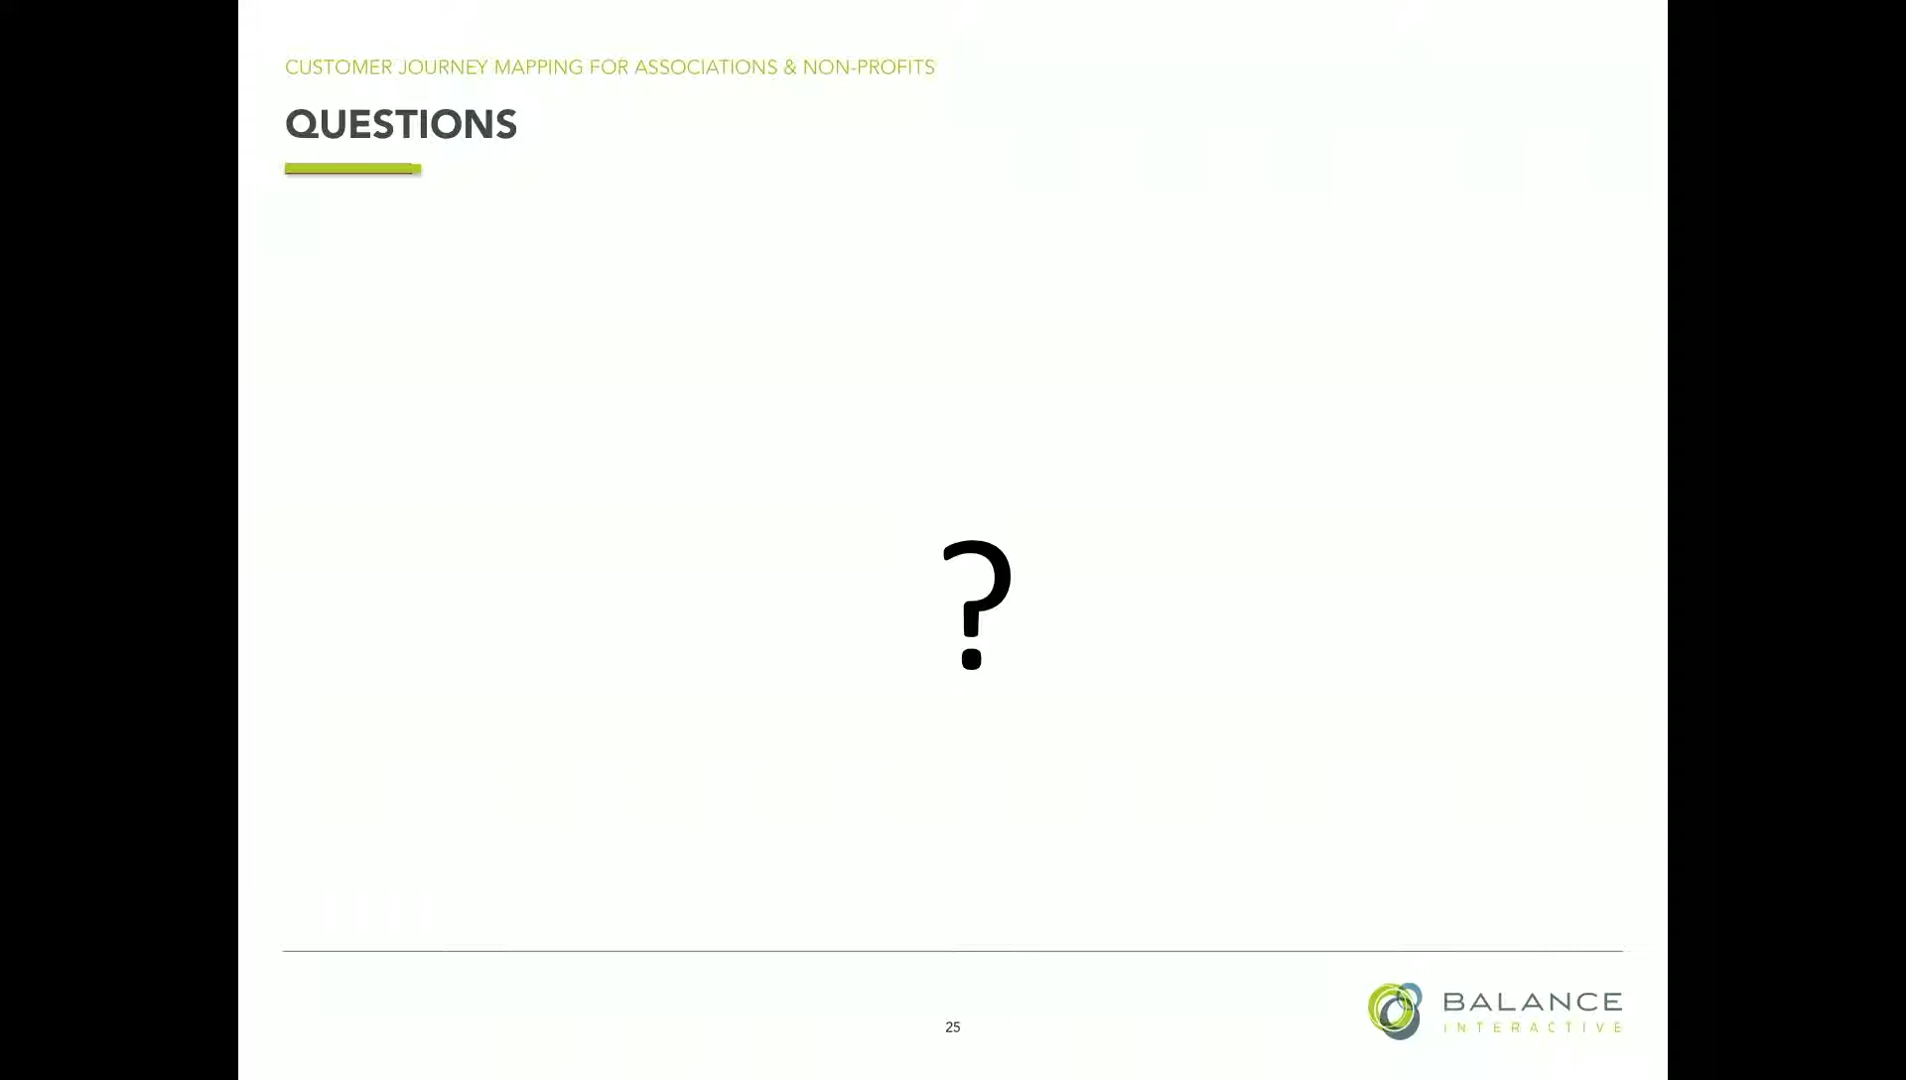 CUSTOMER JOURNEY MAPPING FOR ASSOCIATIONS & NON-PROFITS
QUESTIONS
?
25
BALANCE
INTERACTIVE